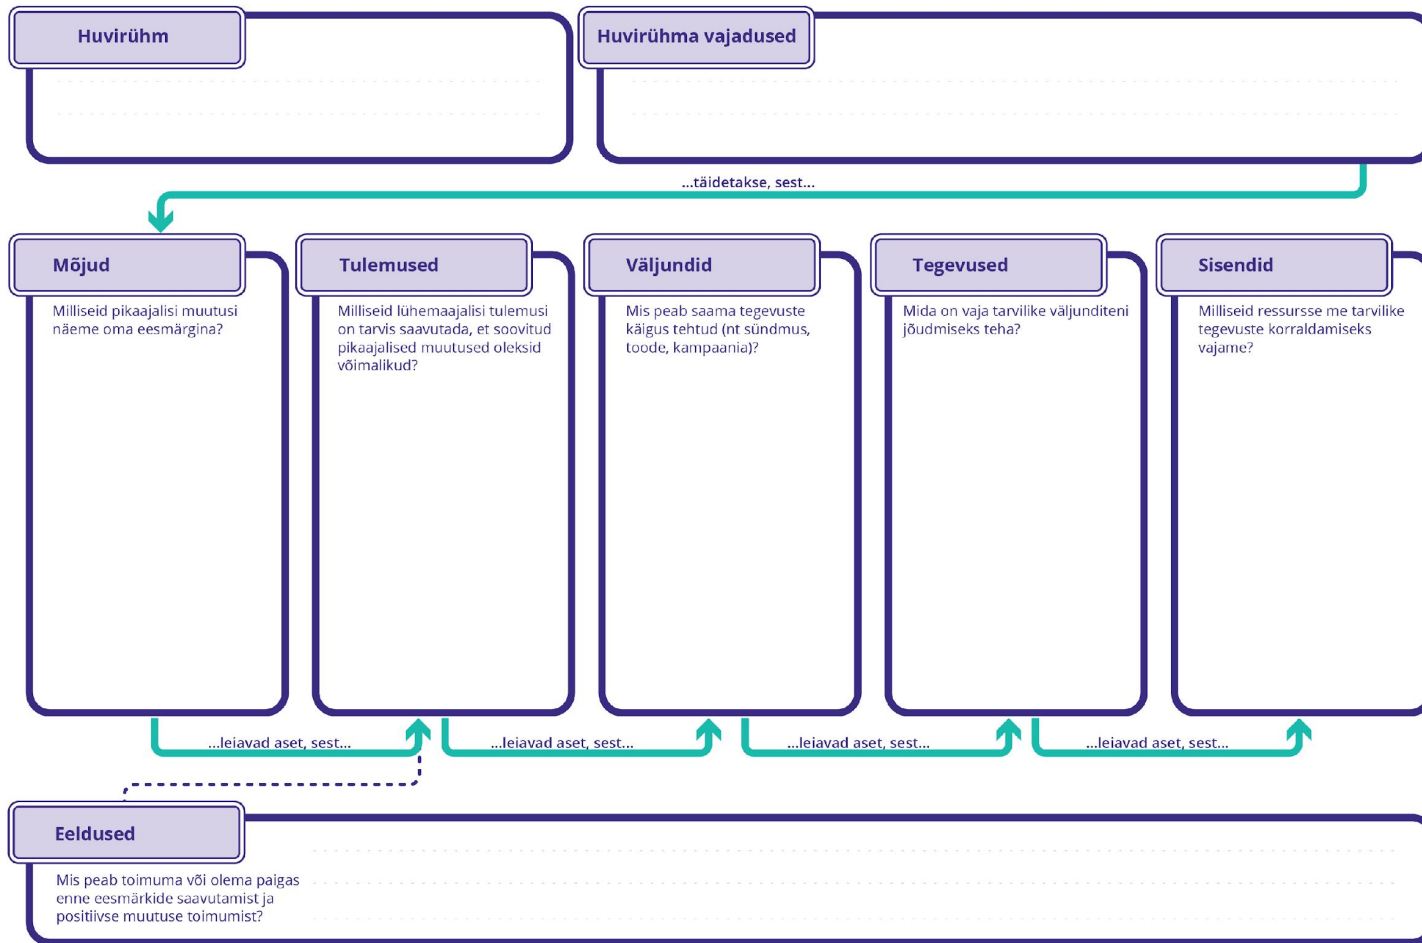 Huvirühm
Huvirühma vajadused
...täidetakse, sest...
Mõjud
Milliseid pikaajalisi muutusi
näeme oma eesmärgina?
Tulemused
Milliseid lühemaajalisi tulemusi
on tarvis saavutada, et soovitud
pikaajalised muutused oleksid
võimalikud?
Väljundid
Mis peab saama tegevuste
käigus tehtud (nt sündmus,
toode, kampaania)?
Tegevused
Mida on vaja tarvilike väljunditeni
jõudmiseks teha?
Sisendid
Milliseid ressursse me tarvilike
tegevuste korraldamiseks
vajame?
...leiavad aset, sest...
...leiavad aset, sest...
...leiavad aset, sest...
...leiavad aset, sest...
Eeldused
Mis peab toimuma või olema paigas
enne eesmärkide saavutamist ja
positiivse muutuse toimumist?